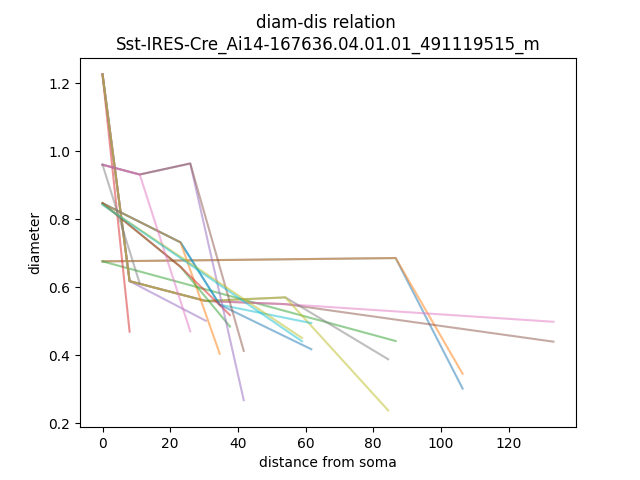 diam-dis relation
Sst-IRES-Cre_Ai14-167636.04.01.01_491119515_m
1.2
1.0
0.8
0.6
0.4
0.2
diameter
0 20 40 60 80 100 120
distance from soma